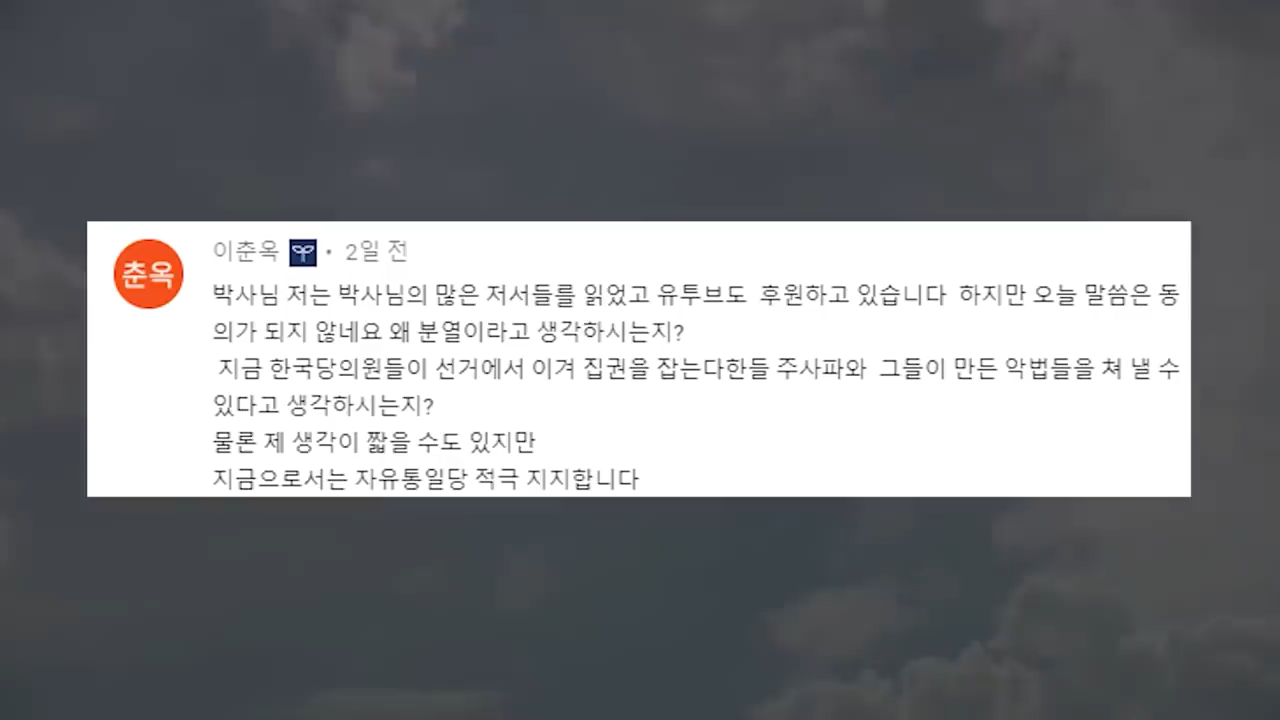 춘옥
이춘옥 • 2일 전
박사님 저는 박사님의 많은 저서들를 읽었고 유투브도 후원하고 있습니다 하지만 오늘 말씀은 동
의가 되지 않네요 왜 분열이라고 생각하시는지?
지금 한국당의원들이 선거에서 이겨 집권을 잡는다한들 주사파와 그들이 만든 악법들을 쳐 낼 수
있다고 생각하시는지?
물론 제 생각이 짧을 수도 있지만
지금으로서는 자유통일당 적극 지지합니다